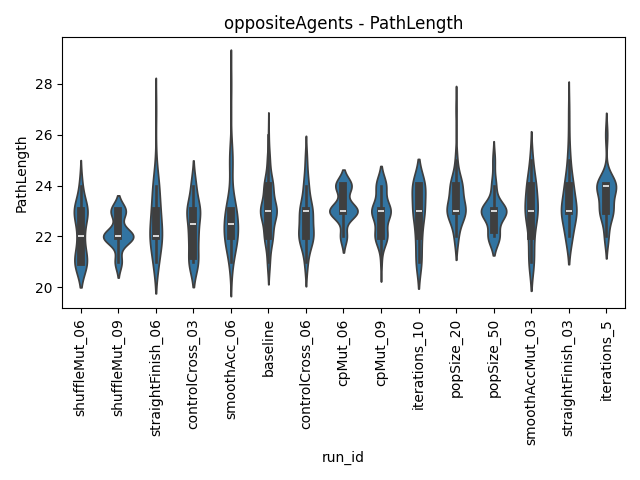 oppositeAgents - PathLength
PathLength
28
26
24
22
20
shuffleMut_06
shuffleMut_09
straightFinish_06
controlCross_03
smoothAcc_06
baseline
controlCross_06
cpMut_06
cpMut_09
iterations_10
popSize_20
popSize_50
smoothAccMut_03
straightFinish_03
iterations_5
run_id